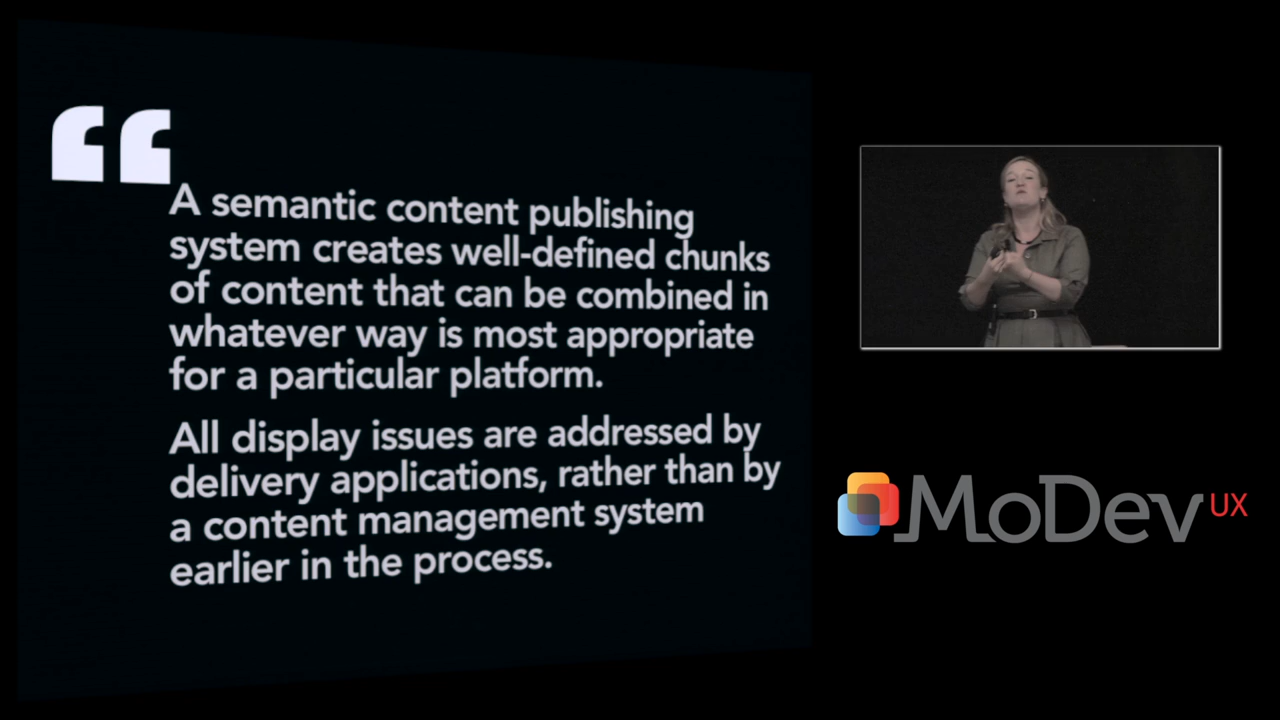 “
A semantic content publishing
system creates well-defined chunks
of content that can be combined in
whatever way is most appropriate
for a particular platform.
All display issues are addressed by
delivery applications, rather than by
a content management system
earlier in the process.
MoDev UX